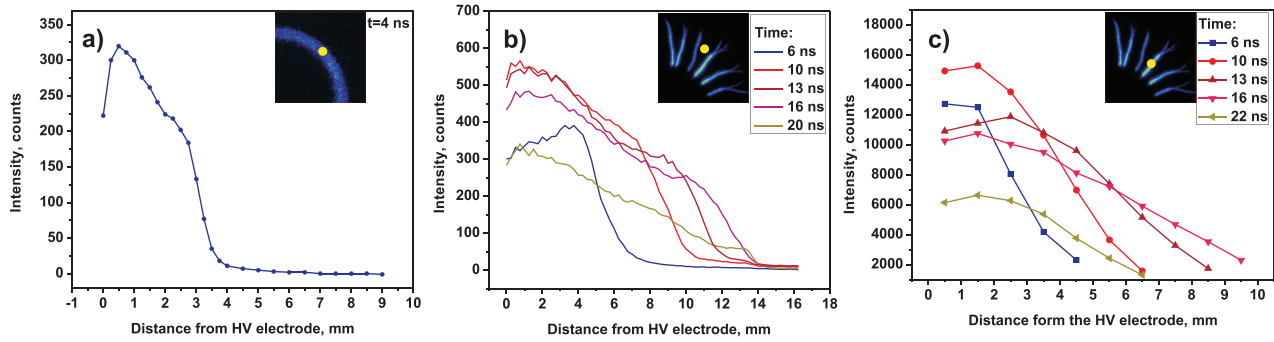 a)
t=4 ns
Intensity, counts
350
300
250
200
150
100
50
0
-1 0 1 2 3 4 5 6 7 8 9 10
Distance from HV electrode, mm
b)
Time:
6 ns
10 ns
13 ns
16 ns
20 ns
Intensity, counts
700
600
500
400
300
200
100
0
0 2 4 6 8 10 12 14 16 18
Distance from HV electrode, mm
c)
Time:
6 ns
10 ns
13 ns
16 ns
22 ns
Intensity, counts
18000
16000
14000
12000
10000
8000
6000
4000
2000
0 1 2 3 4 5 6 7 8 9 10
Distance form the HV electrode, mm